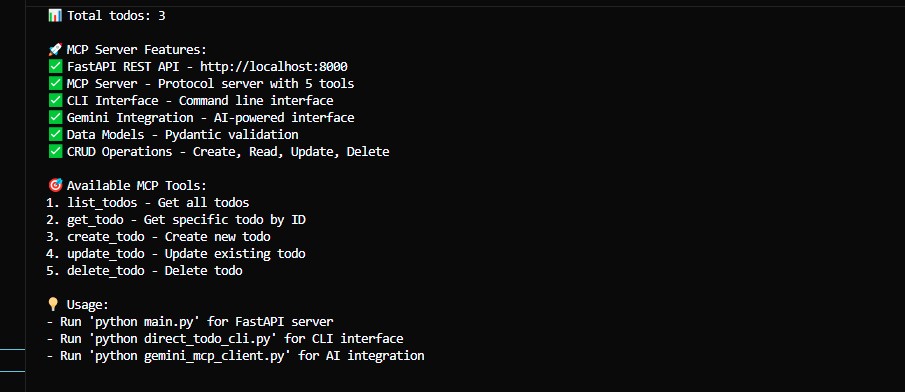 📊 Total todos: 3
🚀 MCP Server Features:
✅ FastAPI REST API - http://localhost:8000
✅ MCP Server - Protocol server with 5 tools
✅ CLI Interface - Command line interface
✅ Gemini Integration - AI-powered interface
✅ Data Models - Pydantic validation
✅ CRUD Operations - Create, Read, Update, Delete
🎯 Available MCP Tools:
1. list_todos - Get all todos
2. get_todo - Get specific todo by ID
3. create_todo - Create new todo
4. update_todo - Update existing todo
5. delete_todo - Delete todo
💡 Usage:
- Run 'python main.py' for FastAPI server
- Run 'python direct_todo_cli.py' for CLI interface
- Run 'python gemini_mcp_client.py' for AI integration